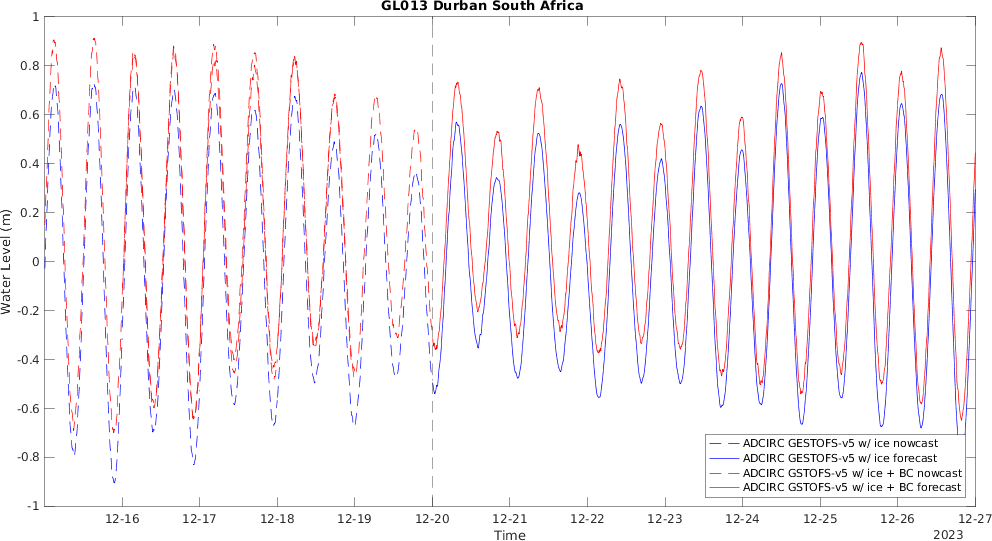 GL013 Durban South Africa
1
0.8
0.6
0.4
0.2
0
-0.2
-0.4
-0.6
-0.8
-1
Water Level (m)
ADCIRC GESTOFS-v5 w/ ice nowcast
ADCIRC GESTOFS-v5 w/ ice forecast
ADCIRC GSTOFS-v5 w/ ice + BC nowcast
ADCIRC GSTOFS-v5 w/ ice + BC forecast
12-16 12-17 12-18 12-19 12-20 12-21 12-22 12-23 12-24 12-25 12-26 12-27
Time
2023